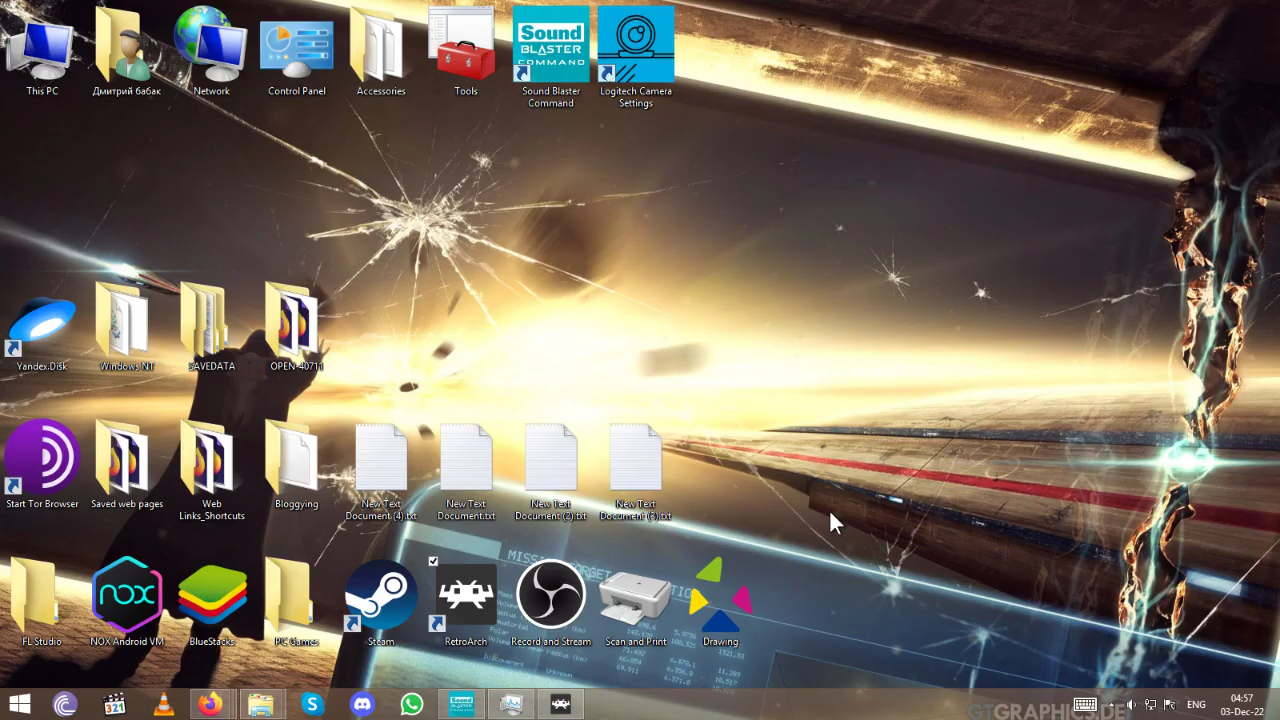 Sound
BLASTER
COMMAND
This PC
Дмитрий бабак
Network
Control Panel
Accessories
Tools
Sound Blaster
Command
Logitech Camera
Settings
Yandex.Disk
Windows NT
SAVEDATA
OPEN-40711
Start Tor Browser
Saved web pages
Web
Links_Shortcuts
Bloggying
New Text
Document (4).txt
New Text
Document.txt
New Text
Document (2).txt
New Text
Document (3).txt
nox
FL Studio
NOX Android VM
BlueStacks
PC Games
Steam
RetroArch
Record and Stream
Scan and Print
Drawing
321
Sound
BLASTER
ENG
04:57
03-Dec-22
GTGRAPHICS.DE